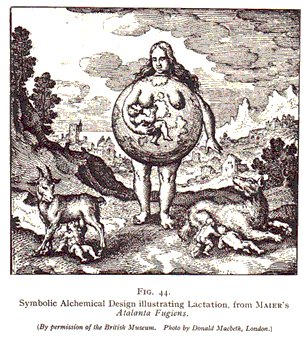 FIG. 44.
Symbolic Alchemical Design illustrating Lactation, from MAIER's
Atalanta Fugiens.
(By permission of the British Museum. Photo by Donald Macbeth, London.)